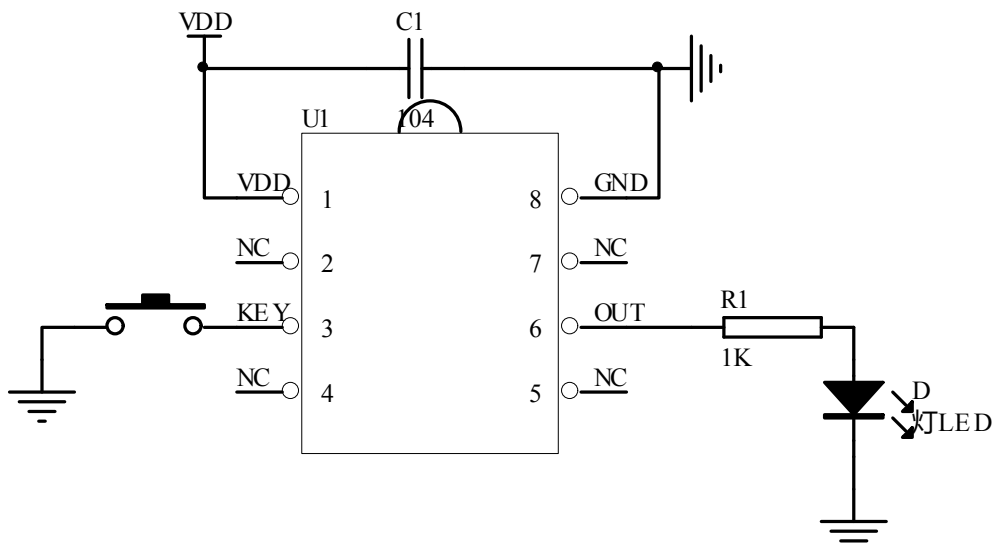 VDD
C1
U1
104
VDD
1
8
GND
NC
2
7
NC
KEY
3
6
OUT
R1
1K
NC
4
5
NC
D
灯LED